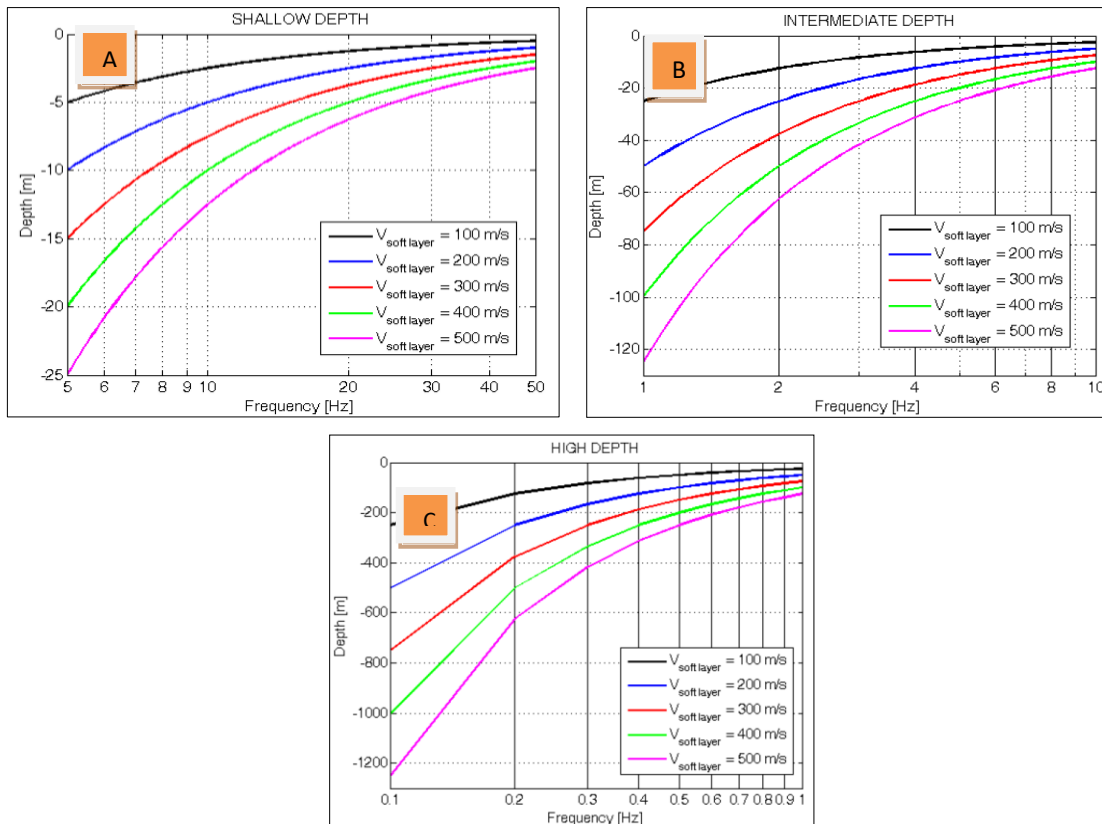 SHALLOW DEPTH
A
0
-5
-10
-15
-20
-25
Depth [m]
5 6 7 8 9 10 20 30 40 50
Frequency [Hz]
V soft layer = 100 m/s
V soft layer = 200 m/s
V soft layer = 300 m/s
V soft layer = 400 m/s
V soft layer = 500 m/s
INTERMEDIATE DEPTH
B
0
-20
-40
-60
-80
-100
-120
Depth [m]
1 2 4 6 8 10
Frequency [Hz]
V soft layer = 100 m/s
V soft layer = 200 m/s
V soft layer = 300 m/s
V soft layer = 400 m/s
V soft layer = 500 m/s
HIGH DEPTH
C
0
-200
-400
-600
-800
-1000
-1200
Depth [m]
0.1 0.2 0.3 0.4 0.5 0.6 0.7 0.8 0.9 1
Frequency [Hz]
V soft layer = 100 m/s
V soft layer = 200 m/s
V soft layer = 300 m/s
V soft layer = 400 m/s
V soft layer = 500 m/s